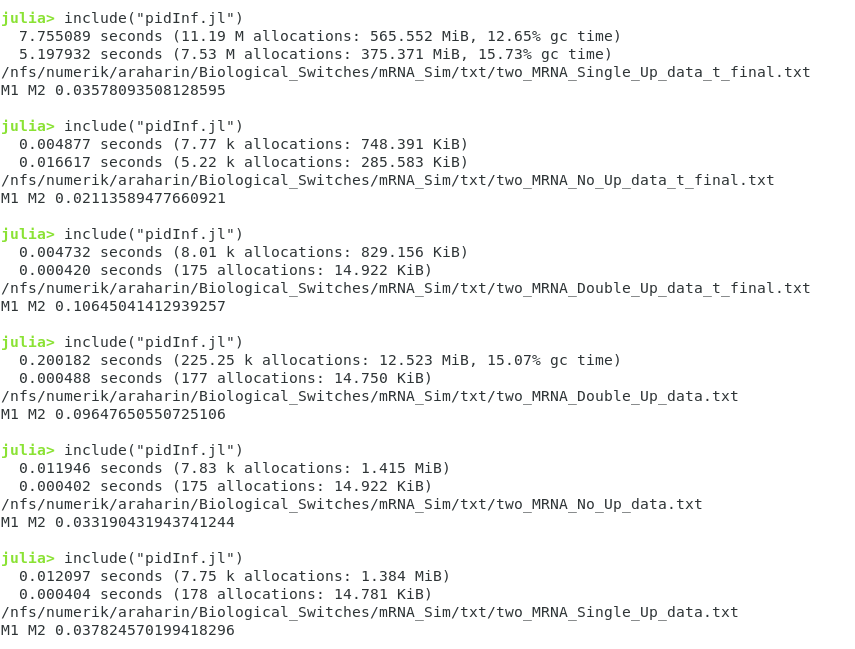 julia> include("pidInf.jl")
  7.755089 seconds (11.19 M allocations: 565.552 MiB, 12.65% gc time)
  5.197932 seconds (7.53 M allocations: 375.371 MiB, 15.73% gc time)
/nfs/numerik/araharin/Biological_Switches/mRNA_Sim/txt/two_MRNA_Single_Up_data_t_final.txt
M1 M2 0.03578093508128595

julia> include("pidInf.jl")
  0.004877 seconds (7.77 k allocations: 748.391 KiB)
  0.016617 seconds (5.22 k allocations: 285.583 KiB)
/nfs/numerik/araharin/Biological_Switches/mRNA_Sim/txt/two_MRNA_No_Up_data_t_final.txt
M1 M2 0.02113589477660921

julia> include("pidInf.jl")
  0.004732 seconds (8.01 k allocations: 829.156 KiB)
  0.000420 seconds (175 allocations: 14.922 KiB)
/nfs/numerik/araharin/Biological_Switches/mRNA_Sim/txt/two_MRNA_Double_Up_data_t_final.txt
M1 M2 0.10645041412939257

julia> include("pidInf.jl")
  0.200182 seconds (225.25 k allocations: 12.523 MiB, 15.07% gc time)
  0.000488 seconds (177 allocations: 14.750 KiB)
/nfs/numerik/araharin/Biological_Switches/mRNA_Sim/txt/two_MRNA_Double_Up_data.txt
M1 M2 0.09647650550725106

julia> include("pidInf.jl")
  0.011946 seconds (7.83 k allocations: 1.415 MiB)
  0.000402 seconds (175 allocations: 14.922 KiB)
/nfs/numerik/araharin/Biological_Switches/mRNA_Sim/txt/two_MRNA_No_Up_data.txt
M1 M2 0.033190431943741244

julia> include("pidInf.jl")
  0.012097 seconds (7.75 k allocations: 1.384 MiB)
  0.000404 seconds (178 allocations: 14.781 KiB)
/nfs/numerik/araharin/Biological_Switches/mRNA_Sim/txt/two_MRNA_Single_Up_data.txt
M1 M2 0.037824570199418296